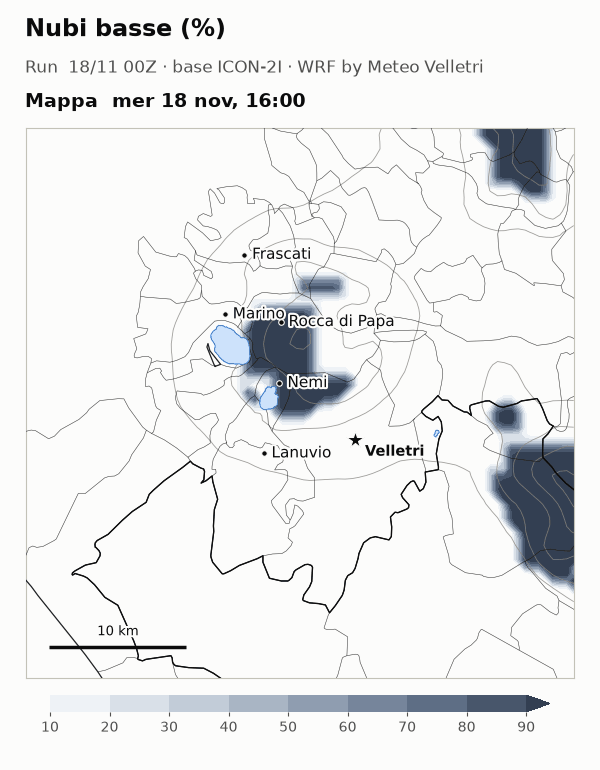 Nubi basse (%)
Run  18/11 00Z · base ICON-2I · WRF by Meteo Velletri
Mappa  mer 18 nov, 16:00
Frascati
Marino
Rocca di Papa
Nemi
Velletri
Lanuvio
10 km
10 20 30 40 50 60 70 80 90